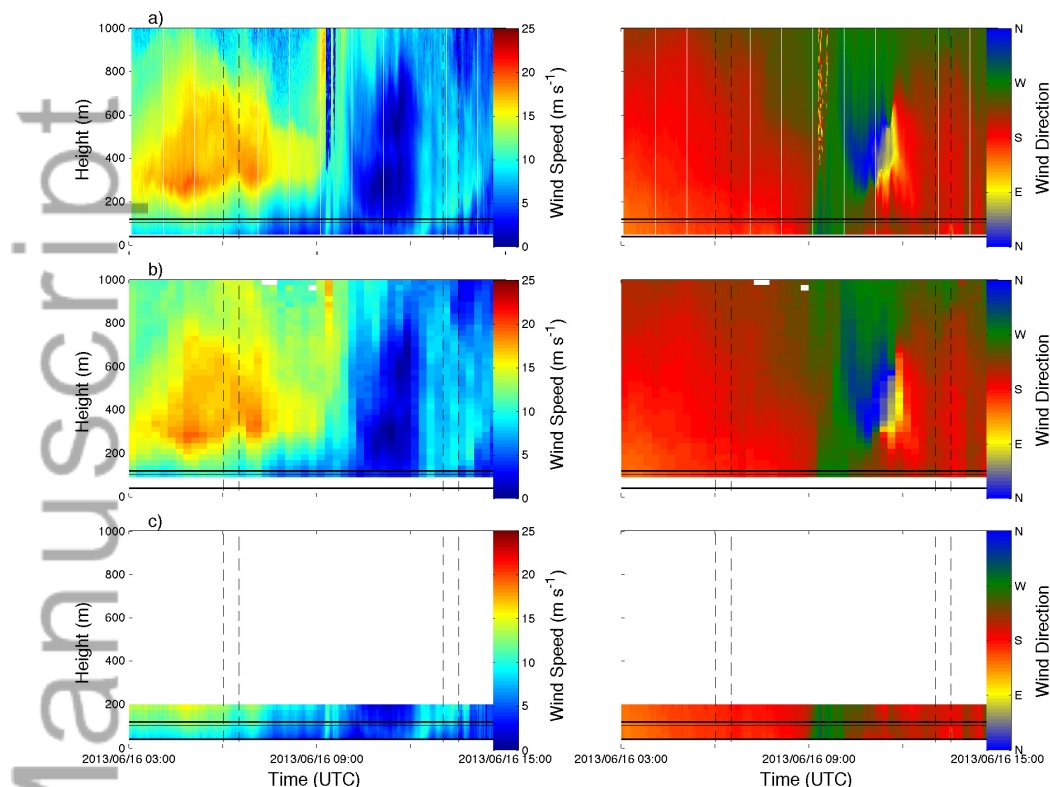 a)
1000
800
600
400
200
0
Height (m)
25
20
15
10
5
0
Wind Speed (m s⁻¹)
N
W
S
E
N
Wind Direction
b)
1000
800
600
400
200
0
Height (m)
25
20
15
10
5
0
Wind Speed (m s⁻¹)
N
W
S
E
N
Wind Direction
c)
1000
800
600
400
200
0
Height (m)
25
20
15
10
5
0
Wind Speed (m s⁻¹)
N
W
S
E
N
Wind Direction
2013/06/16 03:00 2013/06/16 09:00 2013/06/16 15:00
Time (UTC)
2013/06/16 03:00 2013/06/16 09:00 2013/06/16 15:00
Time (UTC)
anuscript